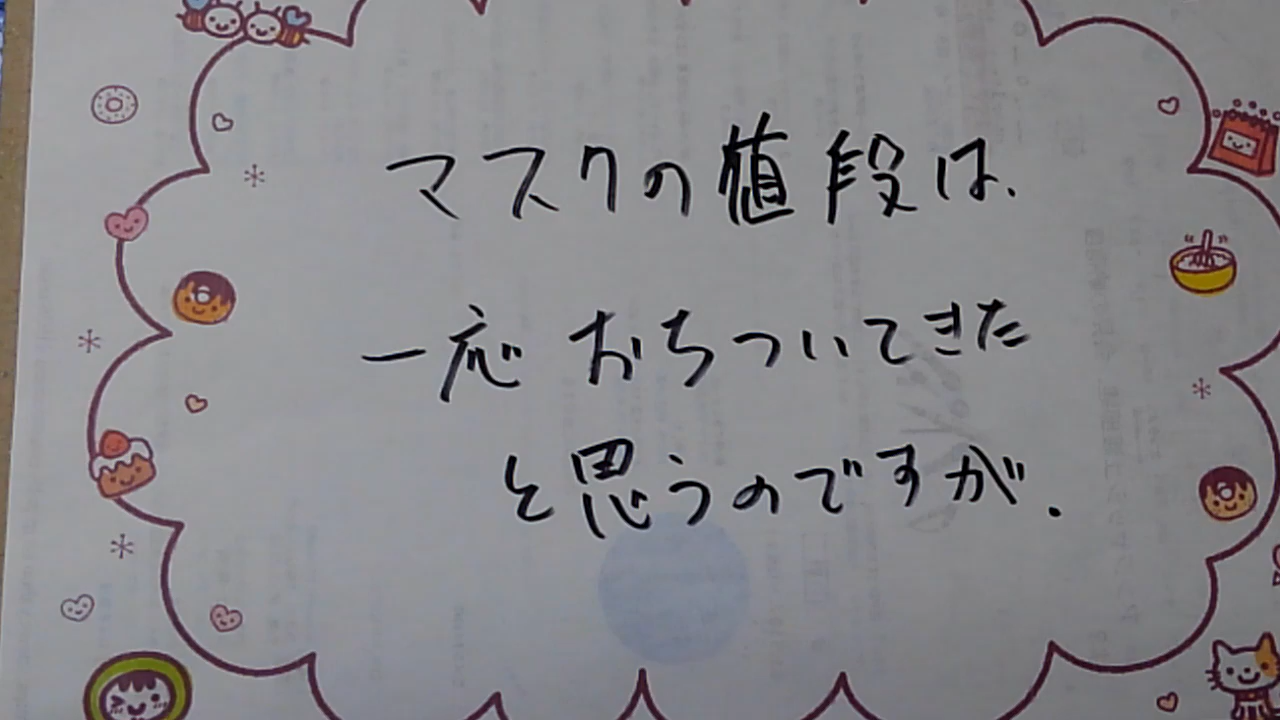 マスクの値段は、
一応おちついてきた
と思うのですが.